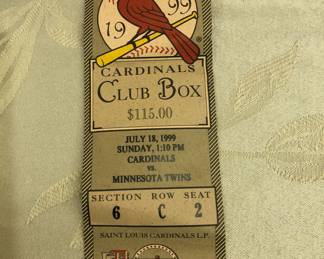 19 99
CARDINALS
CLUB BOX
$115.00
JULY 18, 1999
SUNDAY, 1:10 PM
CARDINALS
VS.
MINNESOTA TWINS
SECTION ROW SEAT
6 C 2
SAINT LOUIS CARDINALS L.P.